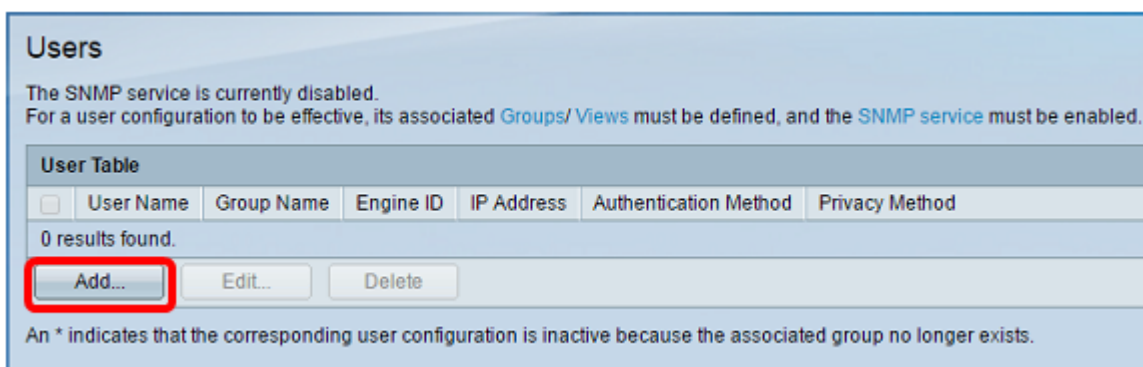 Users
The SNMP service is currently disabled.
For a user configuration to be effective, its associated Groups/ Views must be defined, and the SNMP service must be enabled.
User Table
User Name Group Name Engine ID IP Address Authentication Method Privacy Method
0 results found.
Add... Edit... Delete
An * indicates that the corresponding user configuration is inactive because the associated group no longer exists.